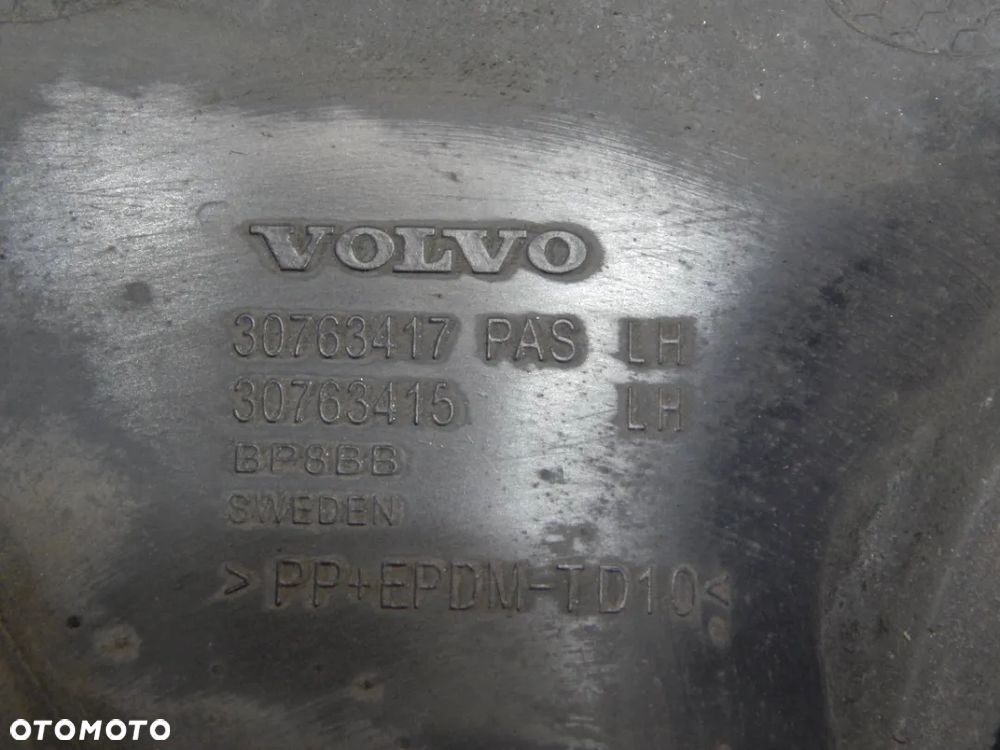 VOLVO
30763417 PAS LH
30763415 LH
BP8BB
SWEDEN
>PP+EPDM-TD10<
OTOMOTO